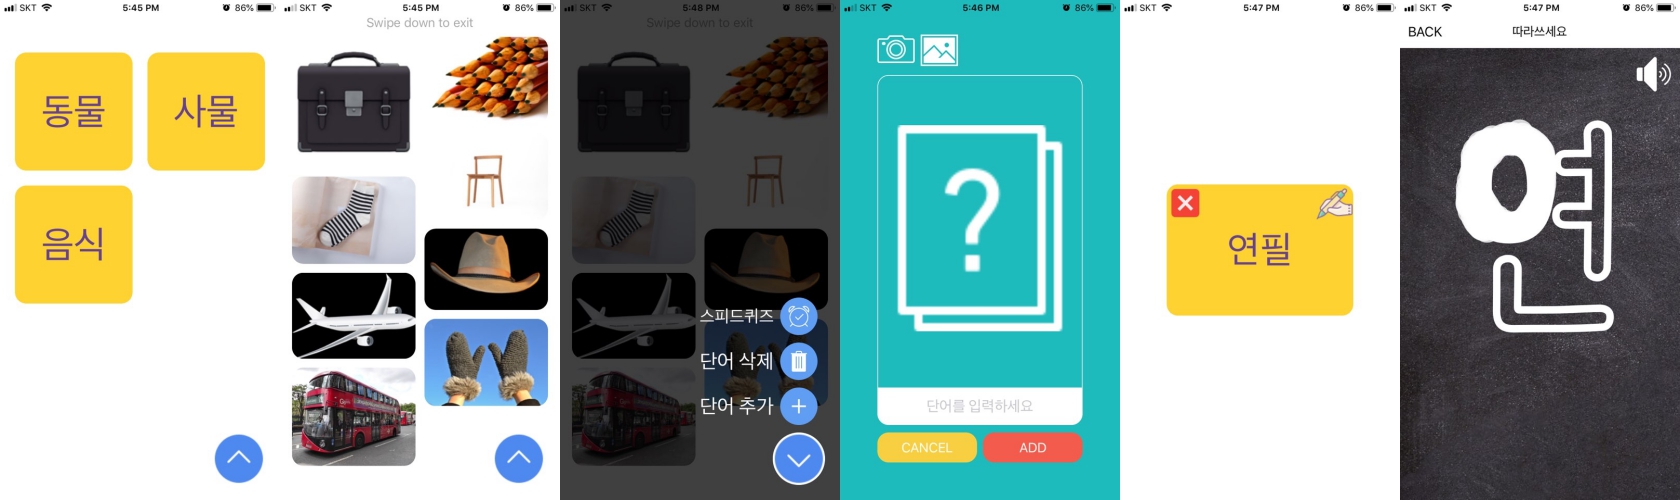 SKT 5:45 PM 86%
동물
사물
음식
SKT 5:45 PM 86%
Swipe down to exit
SKT 5:48 PM 86%
Swipe down to exit
스피드퀴즈
단어 삭제
단어 추가
SKT 5:46 PM 86%
?
단어를 입력하세요
CANCEL
ADD
SKT 5:47 PM 86%
연필
SKT 5:47 PM 86%
BACK
따라쓰세요
연